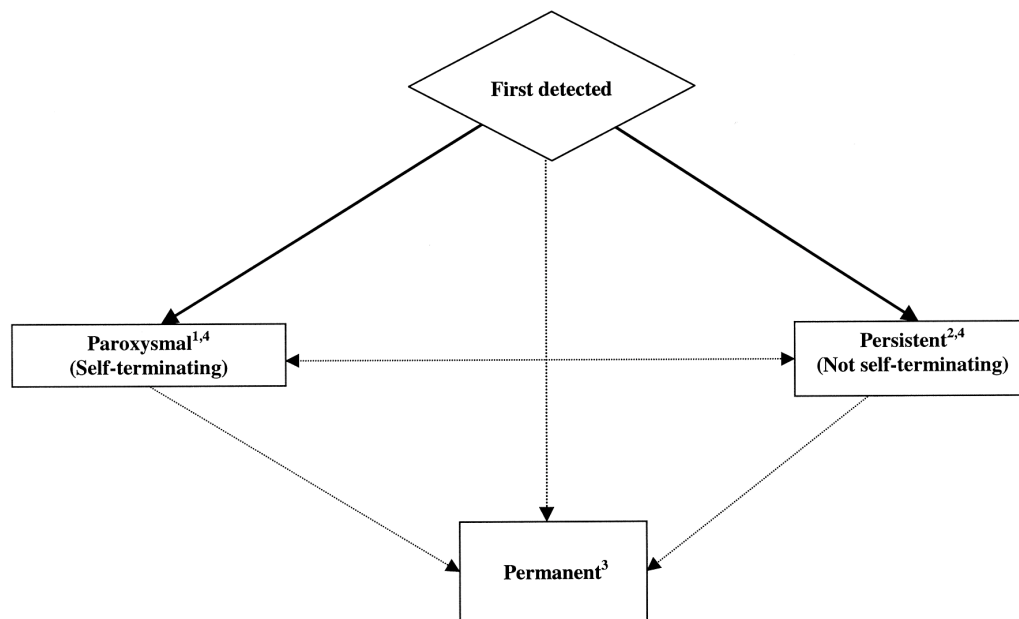 First detected
Paroxysmal1,4
(Self-terminating)
Persistent2,4
(Not self-terminating)
Permanent3